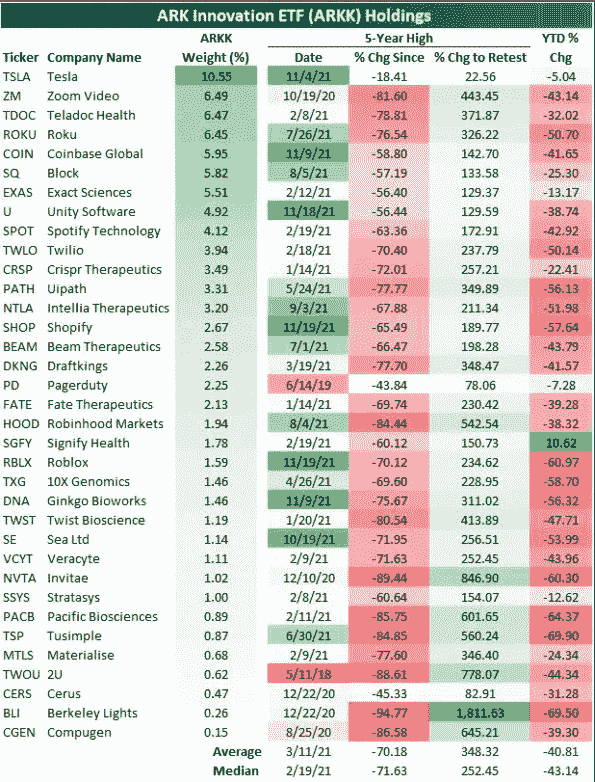 ARK Innovation ETF (ARKK) Holdings
ARKK 5-Year High YTD %
Ticker Company Name Weight (%) Date % Chg Since % Chg to Retest Chg
TSLA Tesla 10.55 11/4/21 -18.41 22.56 -5.04
ZM Zoom Video 6.49 10/19/20 -81.60 443.45 -43.14
TDOC Teladoc Health 6.47 2/8/21 -78.81 371.87 -32.02
ROKU Roku 6.45 7/26/21 -76.54 326.22 -50.70
COIN Coinbase Global 5.95 11/9/21 -58.80 142.70 -41.65
SQ Block 5.82 8/5/21 -57.19 133.58 -25.30
EXAS Exact Sciences 5.51 2/12/21 -56.40 129.37 -13.17
U Unity Software 4.92 11/18/21 -56.44 129.59 -38.74
SPOT Spotify Technology 4.12 2/19/21 -63.36 172.91 -42.92
TWLO Twilio 3.94 2/18/21 -70.40 237.79 -50.14
CRSP Crispr Therapeutics 3.49 1/14/21 -72.01 257.21 -22.41
PATH Uipath 3.31 5/24/21 -77.77 349.89 -56.13
NTLA Intellia Therapeutics 3.20 9/3/21 -67.88 211.34 -51.98
SHOP Shopify 2.67 11/19/21 -65.49 189.77 -57.64
BEAM Beam Therapeutics 2.58 7/1/21 -66.47 198.28 -43.79
DKNG Draftkings 2.26 3/19/21 -77.70 348.47 -41.57
PD Pagerduty 2.25 6/14/19 -43.84 78.06 -7.28
FATE Fate Therapeutics 2.13 1/14/21 -69.74 230.42 -39.28
HOOD Robinhood Markets 1.94 8/4/21 -84.44 542.54 -38.32
SGFY Signify Health 1.78 2/19/21 -60.12 150.73 10.62
RBLX Roblox 1.59 11/19/21 -70.12 234.62 -60.97
TXG 10X Genomics 1.46 4/26/21 -69.60 228.95 -58.70
DNA Ginkgo Bioworks 1.46 11/9/21 -75.67 311.02 -56.32
TWST Twist Bioscience 1.19 1/20/21 -80.54 413.89 -47.71
SE Sea Ltd 1.14 10/19/21 -71.95 256.51 -53.99
VCYT Veracyte 1.11 2/9/21 -71.63 252.45 -43.96
NVTA Invitae 1.02 12/10/20 -89.44 846.90 -60.30
SSYS Stratasys 1.00 2/8/21 -60.64 154.07 -12.62
PACB Pacific Biosciences 0.89 2/11/21 -85.75 601.65 -64.37
TSP Tusimple 0.87 6/30/21 -84.85 560.24 -69.90
MTLS Materialise 0.68 2/9/21 -77.60 346.40 -24.34
TWOU 2U 0.62 5/11/18 -88.61 778.07 -44.34
CERS Cerus 0.47 12/22/20 -45.33 82.91 -31.28
BLI Berkeley Lights 0.26 12/22/20 -94.77 1,811.63 -69.50
CGEN Compugen 0.15 8/25/20 -86.58 645.21 -39.30
Average 3/11/21 -70.18 348.32 -40.81
Median 2/19/21 -71.63 252.45 -43.14